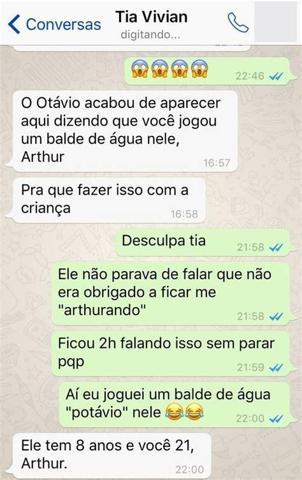 Conversas
Tia Vivian
digitando...
😱😱😱😱 22:46
O Otávio acabou de aparecer
aqui dizendo que você jogou
um balde de água nele,
Arthur
16:57
Pra que fazer isso com a
criança
16:58
Desculpa tia
21:58
Ele não parava de falar que não
era obrigado a ficar me
"arthurando"
21:58
Ficou 2h falando isso sem parar
pqp
21:59
Aí eu joguei um balde de água
"potávio" nele 😂😂
22:00
Ele tem 8 anos e você 21,
Arthur.
22:00